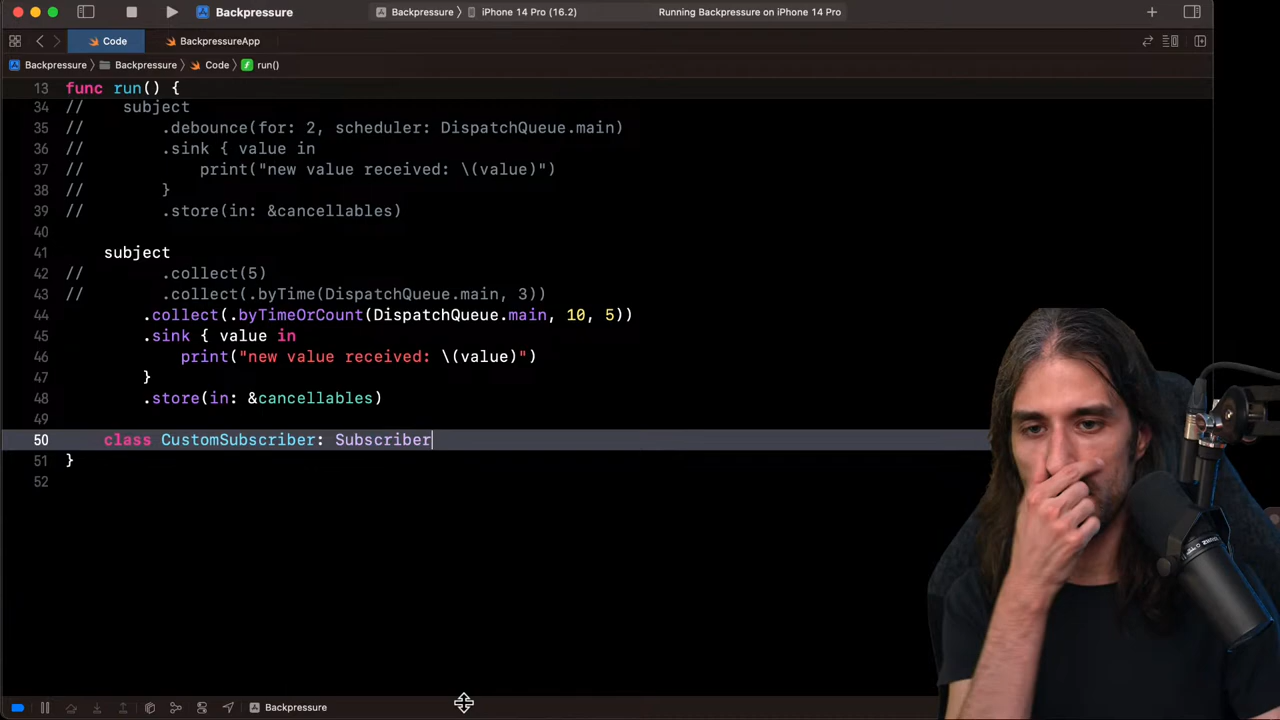 Backpressure
Backpressure
iPhone 14 Pro (16.2)
Running Backpressure on iPhone 14 Pro
Code
BackpressureApp
Backpressure
Backpressure
Code
run()
13 func run() {
34 //    subject
35 //        .debounce(for: 2, scheduler: DispatchQueue.main)
36 //        .sink { value in
37 //            print("new value received: \(value)")
38 //        }
39 //        .store(in: &cancellables)
40
41     subject
42 //        .collect(5)
43 //        .collect(.byTime(DispatchQueue.main, 3))
44         .collect(.byTimeOrCount(DispatchQueue.main, 10, 5))
45         .sink { value in
46             print("new value received: \(value)")
47         }
48         .store(in: &cancellables)
49
50     class CustomSubscriber: Subscriber
51 }
52
Backpressure